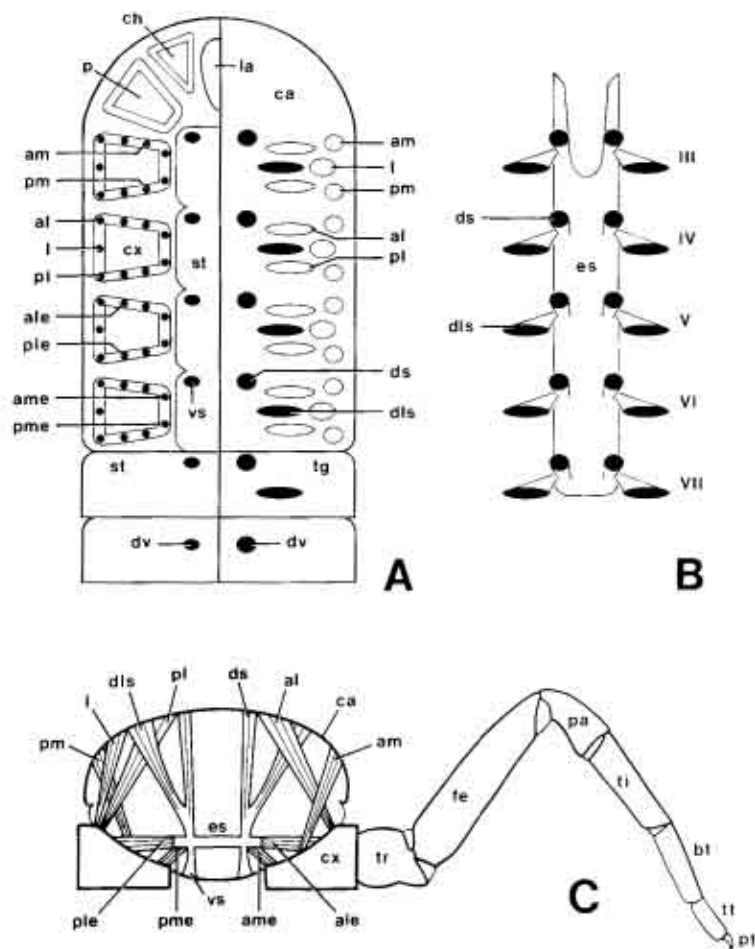 ch
p
la
ca
am
am
l
pm
pm
al
al
l
cx
pl
st
pl
ale
ple
ds
ame
vs
dls
pme
st
tg
dv
dv
A
III
ds
IV
es
dls
V
VI
VII
B
dls
pl
ds
al
l
ca
pm
am
pa
fe
ti
es
bt
cx
tr
tt
vs
ple
pme
ame
ale
C
pt